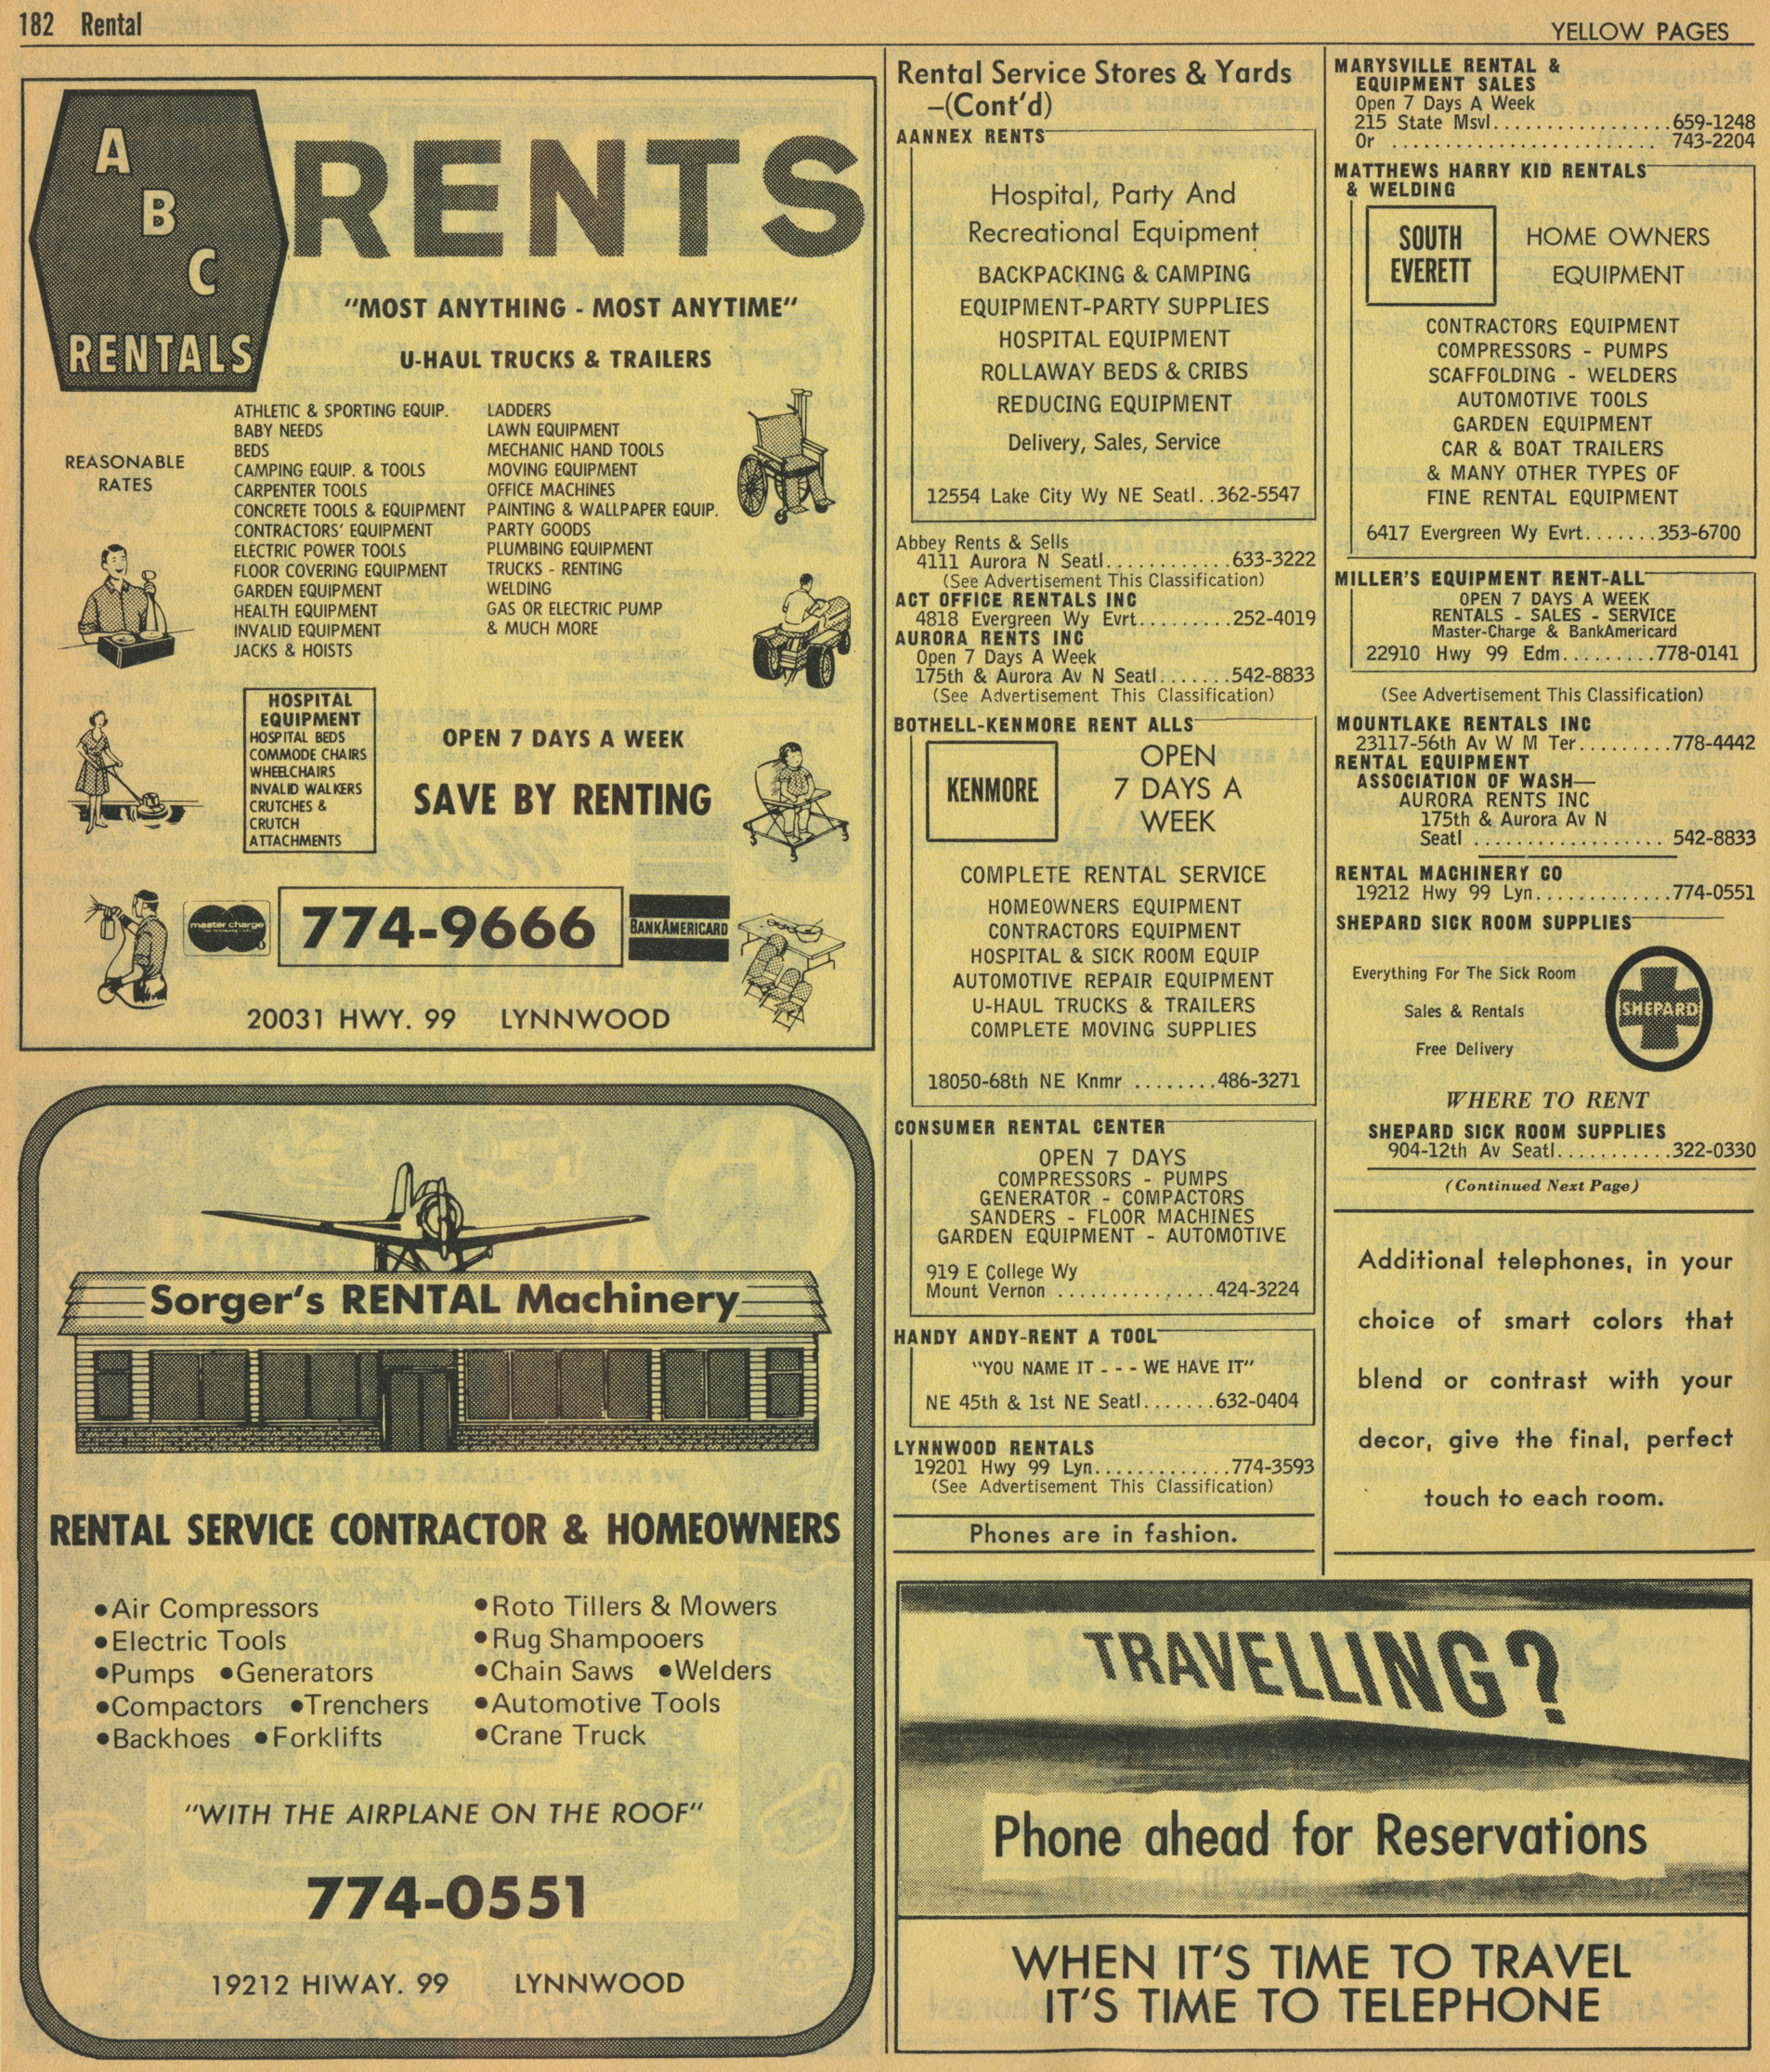 182 Rental
YELLOW PAGES
A
B
C
RENTALS
RENTS
"MOST ANYTHING - MOST ANYTIME"
U-HAUL TRUCKS & TRAILERS
REASONABLE
RATES
ATHLETIC & SPORTING EQUIP.
BABY NEEDS
BEDS
CAMPING EQUIP. & TOOLS
CARPENTER TOOLS
CONCRETE TOOLS & EQUIPMENT
CONTRACTORS' EQUIPMENT
ELECTRIC POWER TOOLS
FLOOR COVERING EQUIPMENT
GARDEN EQUIPMENT
HEALTH EQUIPMENT
INVALID EQUIPMENT
JACKS & HOISTS
LADDERS
LAWN EQUIPMENT
MECHANIC HAND TOOLS
MOVING EQUIPMENT
OFFICE MACHINES
PAINTING & WALLPAPER EQUIP.
PARTY GOODS
PLUMBING EQUIPMENT
TRUCKS - RENTING
WELDING
GAS OR ELECTRIC PUMP
& MUCH MORE
HOSPITAL
EQUIPMENT
HOSPITAL BEDS
COMMODE CHAIRS
WHEELCHAIRS
INVALID WALKERS
CRUTCHES &
CRUTCH
ATTACHMENTS
OPEN 7 DAYS A WEEK
SAVE BY RENTING
master charge
774-9666
BANKAMERICARD
20031 HWY. 99 LYNNWOOD
Sorger's RENTAL Machinery
RENTAL SERVICE CONTRACTOR & HOMEOWNERS
•Air Compressors
•Electric Tools
•Pumps •Generators
•Compactors •Trenchers
•Backhoes •Forklifts
•Roto Tillers & Mowers
•Rug Shampooers
•Chain Saws •Welders
•Automotive Tools
•Crane Truck
"WITH THE AIRPLANE ON THE ROOF"
774-0551
19212 HIWAY. 99 LYNNWOOD
Rental Service Stores & Yards
—(Cont'd)
AANNEX RENTS
Hospital, Party And
Recreational Equipment
BACKPACKING & CAMPING
EQUIPMENT-PARTY SUPPLIES
HOSPITAL EQUIPMENT
ROLLAWAY BEDS & CRIBS
REDUCING EQUIPMENT
Delivery, Sales, Service
12554 Lake City Wy NE Seatl..362-5547
Abbey Rents & Sells
4111 Aurora N Seatl............633-3222
(See Advertisement This Classification)
ACT OFFICE RENTALS INC
4818 Evergreen Wy Evrt.........252-4019
AURORA RENTS INC
Open 7 Days A Week
175th & Aurora Av N Seatl.......542-8833
(See Advertisement This Classification)
BOTHELL-KENMORE RENT ALLS
KENMORE
OPEN
7 DAYS A
WEEK
COMPLETE RENTAL SERVICE
HOMEOWNERS EQUIPMENT
CONTRACTORS EQUIPMENT
HOSPITAL & SICK ROOM EQUIP
AUTOMOTIVE REPAIR EQUIPMENT
U-HAUL TRUCKS & TRAILERS
COMPLETE MOVING SUPPLIES
18050-68th NE Knmr ........486-3271
CONSUMER RENTAL CENTER
OPEN 7 DAYS
COMPRESSORS - PUMPS
GENERATOR - COMPACTORS
SANDERS - FLOOR MACHINES
GARDEN EQUIPMENT - AUTOMOTIVE
919 E College Wy
Mount Vernon ...............424-3224
HANDY ANDY-RENT A TOOL
"YOU NAME IT - - - WE HAVE IT"
NE 45th & 1st NE Seatl.......632-0404
LYNNWOOD RENTALS
19201 Hwy 99 Lyn.............774-3593
(See Advertisement This Classification)
Phones are in fashion.
MARYSVILLE RENTAL &
EQUIPMENT SALES
Open 7 Days A Week
215 State Msvl.................659-1248
Or ......................... 743-2204
MATTHEWS HARRY KID RENTALS
& WELDING
SOUTH
EVERETT
HOME OWNERS
EQUIPMENT
CONTRACTORS EQUIPMENT
COMPRESSORS - PUMPS
SCAFFOLDING - WELDERS
AUTOMOTIVE TOOLS
GARDEN EQUIPMENT
CAR & BOAT TRAILERS
& MANY OTHER TYPES OF
FINE RENTAL EQUIPMENT
6417 Evergreen Wy Evrt.......353-6700
MILLER'S EQUIPMENT RENT-ALL
OPEN 7 DAYS A WEEK
RENTALS - SALES - SERVICE
Master-Charge & BankAmericard
22910 Hwy 99 Edm.........778-0141
(See Advertisement This Classification)
MOUNTLAKE RENTALS INC
23117-56th Av W M Ter.........778-4442
RENTAL EQUIPMENT
ASSOCIATION OF WASH—
AURORA RENTS INC
175th & Aurora Av N
Seatl .................. 542-8833
RENTAL MACHINERY CO
19212 Hwy 99 Lyn.............774-0551
SHEPARD SICK ROOM SUPPLIES
Everything For The Sick Room
Sales & Rentals
Free Delivery
SHEPARD
WHERE TO RENT
SHEPARD SICK ROOM SUPPLIES
904-12th Av Seatl...........322-0330
(Continued Next Page)
Additional telephones, in your
choice of smart colors that
blend or contrast with your
decor, give the final, perfect
touch to each room.
TRAVELLING?
Phone ahead for Reservations
WHEN IT'S TIME TO TRAVEL
IT'S TIME TO TELEPHONE